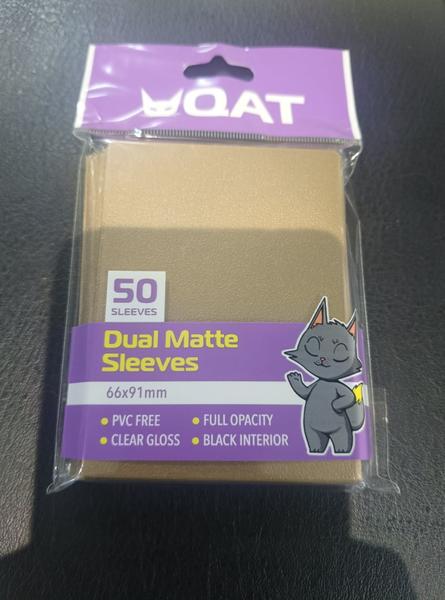 QAT
50
SLEEVES
Dual Matte
Sleeves
66x91mm
• PVC FREE • FULL OPACITY
• CLEAR GLOSS • BLACK INTERIOR